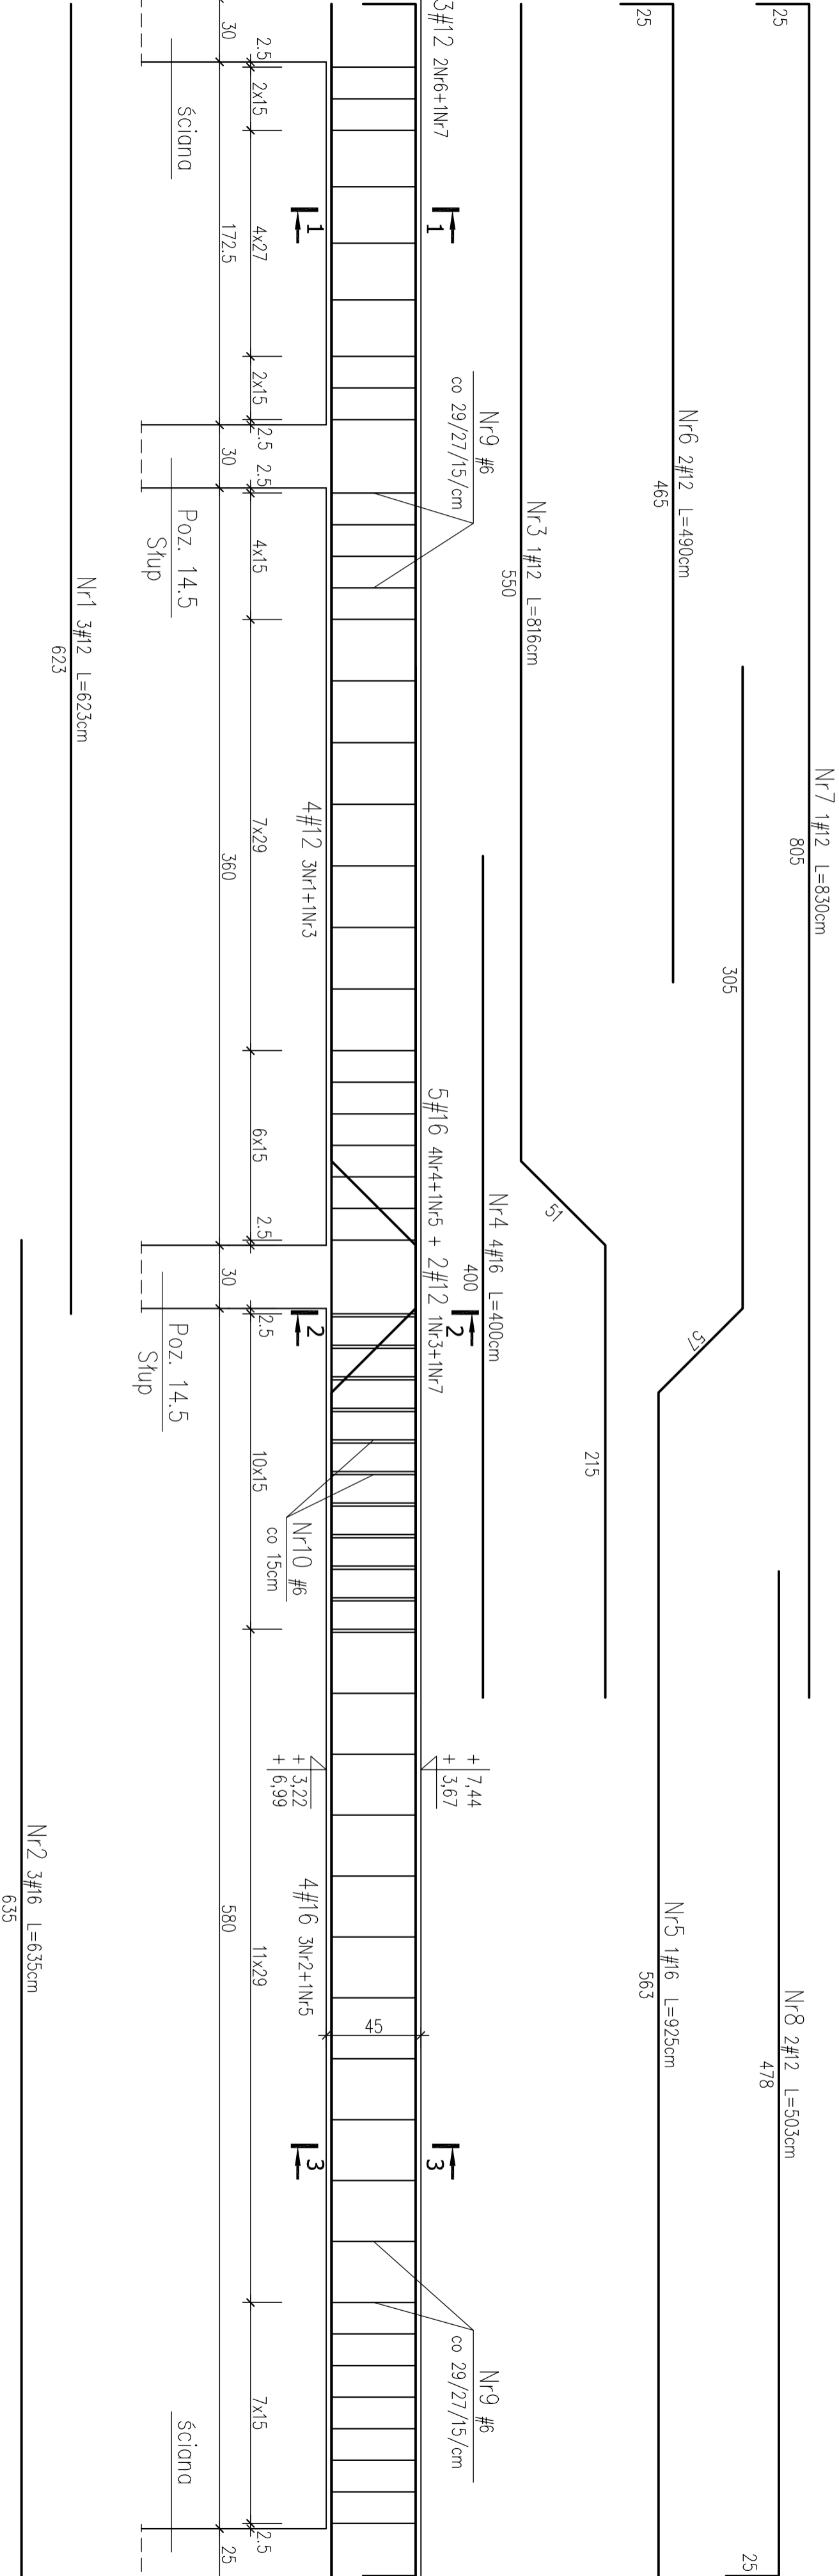 Nr7 1#12 L=830cm
25
805
Nr8 2#12 L=503cm
478
25
305
57
Nr5 1#16 L=925cm
563
Nr6 2#12 L=490cm
25
465
215
Nr3 1#12 L=816cm
550
51
Nr4 4#16 L=400cm
400
Nr9 #6
co 29/27/15/cm
Nr9 #6
co 29/27/15/cm
3#12 2Nr6+1Nr7
5#16 4Nr4+1Nr5 + 2#12 1Nr3+1Nr7
1
2
3
+ 7,44
+ 3,67
45
1
2
3
4#12 3Nr1+1Nr3
4#16 3Nr2+1Nr5
Nr10 #6
co 15cm
+ 3,22
+ 6,99
2.5
2x15
4x27
2x15
2.5
2.5
4x15
7x29
6x15
2.5
2.5
10x15
11x29
7x15
2.5
30
172.5
30
360
30
580
25
ściana
Poz. 14.5
Słup
Poz. 14.5
Słup
ściana
Nr1 3#12 L=623cm
623
Nr2 3#16 L=635cm
635